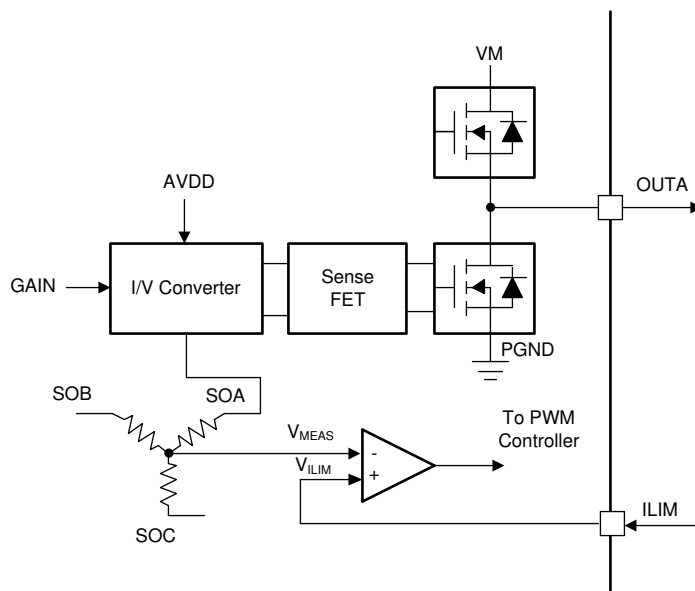 VM
OUTA
AVDD
GAIN
I/V Converter
Sense
FET
PGND
SOB
SOA
SOC
VMEAS
VILIM
-
+
To PWM
Controller
ILIM